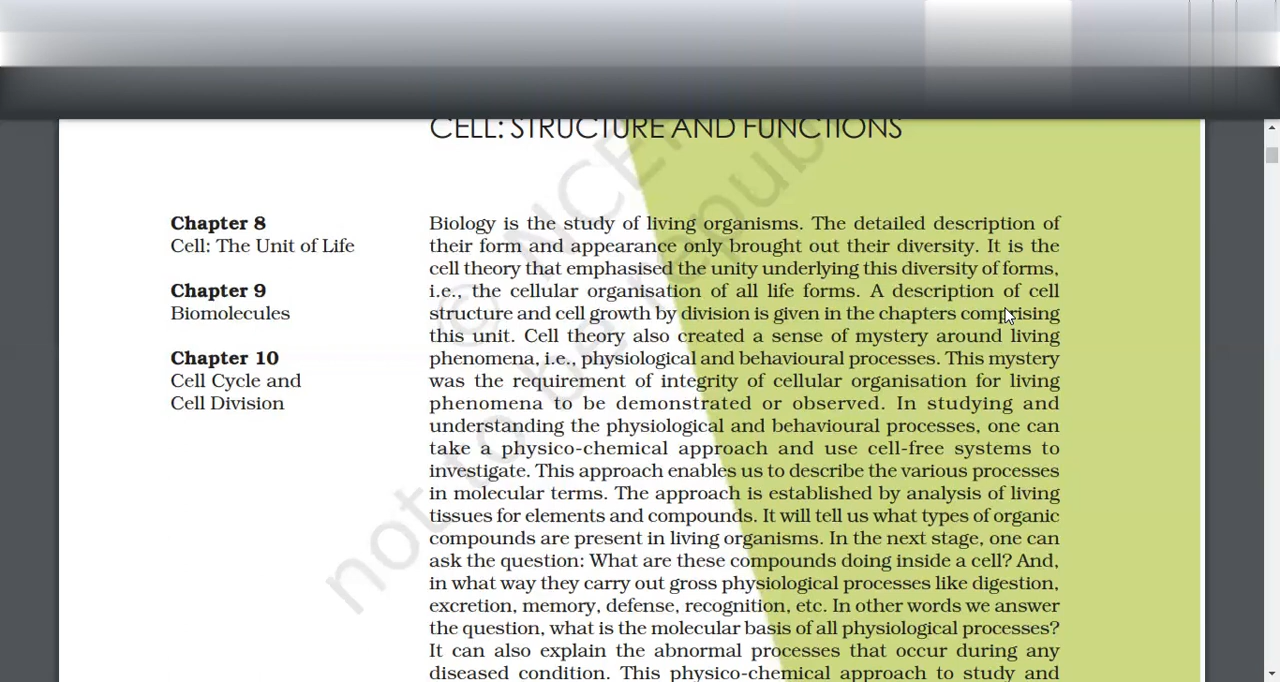 CELL: STRUCTURE AND FUNCTIONS
Chapter 8
Cell: The Unit of Life
Chapter 9
Biomolecules
Chapter 10
Cell Cycle and
Cell Division
Biology is the study of living organisms. The detailed description of
their form and appearance only brought out their diversity. It is the
cell theory that emphasised the unity underlying this diversity of forms,
i.e., the cellular organisation of all life forms. A description of cell
structure and cell growth by division is given in the chapters comprising
this unit. Cell theory also created a sense of mystery around living
phenomena, i.e., physiological and behavioural processes. This mystery
was the requirement of integrity of cellular organisation for living
phenomena to be demonstrated or observed. In studying and
understanding the physiological and behavioural processes, one can
take a physico-chemical approach and use cell-free systems to
investigate. This approach enables us to describe the various processes
in molecular terms. The approach is established by analysis of living
tissues for elements and compounds. It will tell us what types of organic
compounds are present in living organisms. In the next stage, one can
ask the question: What are these compounds doing inside a cell? And,
in what way they carry out gross physiological processes like digestion,
excretion, memory, defense, recognition, etc. In other words we answer
the question, what is the molecular basis of all physiological processes?
It can also explain the abnormal processes that occur during any
diseased condition. This physico-chemical approach to study and
© NCE
not to be repub